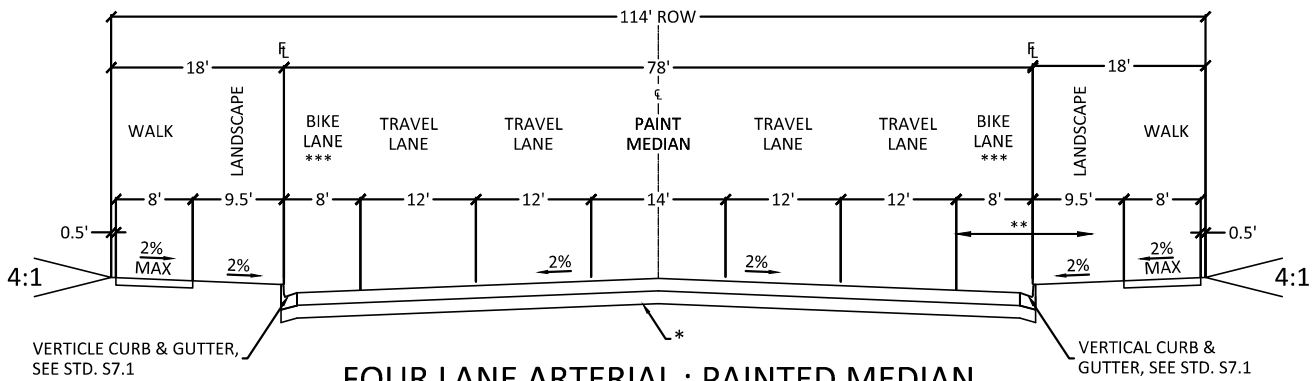 114' ROW
FL
FL
18'
78'
18'
CL
WALK
LANDSCAPE
BIKE
LANE
***
TRAVEL
LANE
TRAVEL
LANE
PAINT
MEDIAN
TRAVEL
LANE
TRAVEL
LANE
BIKE
LANE
***
LANDSCAPE
WALK
8'
9.5'
8'
12'
12'
14'
12'
12'
8'
9.5'
8'
0.5'
**
0.5'
2%
MAX
2%
2%
2%
2%
2%
MAX
4:1
4:1
*
VERTICLE CURB & GUTTER,
SEE STD. S7.1
VERTICAL CURB &
GUTTER, SEE STD. S7.1
FOUR LANE ARTERIAL : PAINTED MEDIAN